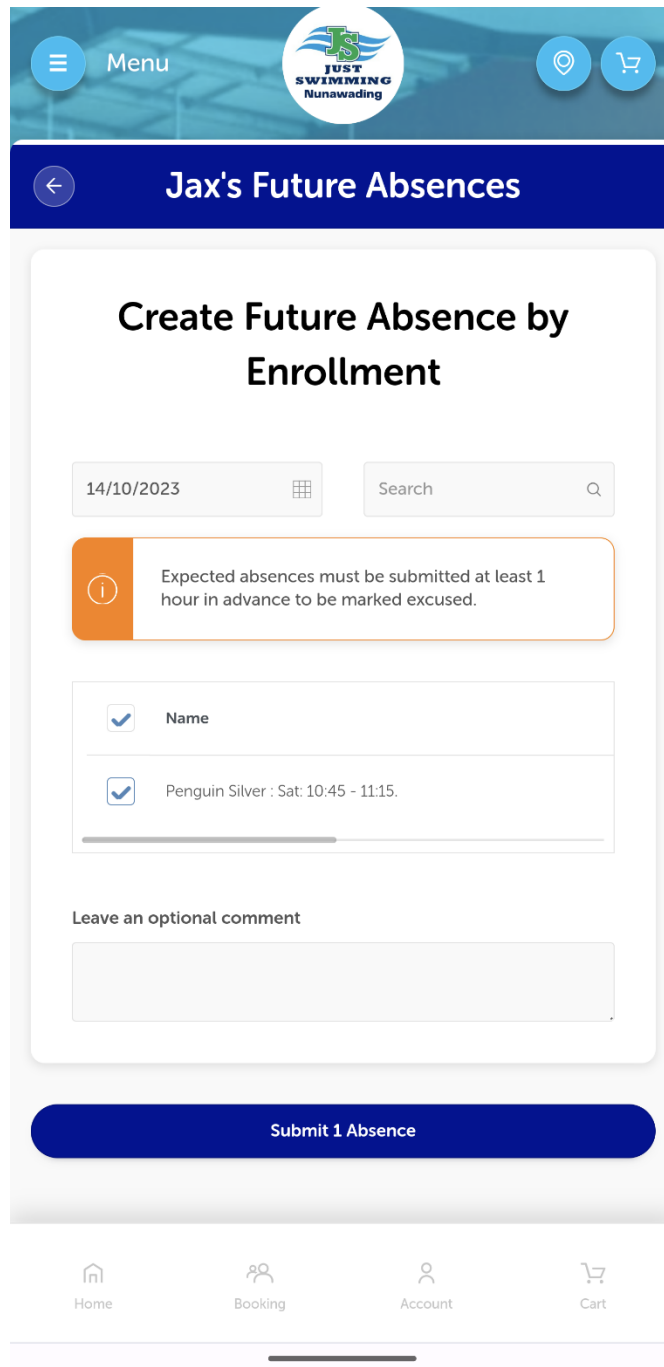 Menu
JS
JUST
SWIMMING
Nunawading
Jax's Future Absences
Create Future Absence by
Enrollment
14/10/2023
Search
Expected absences must be submitted at least 1
hour in advance to be marked excused.
Name
Penguin Silver : Sat: 10:45 - 11:15.
Leave an optional comment
Submit 1 Absence
Home
Booking
Account
Cart